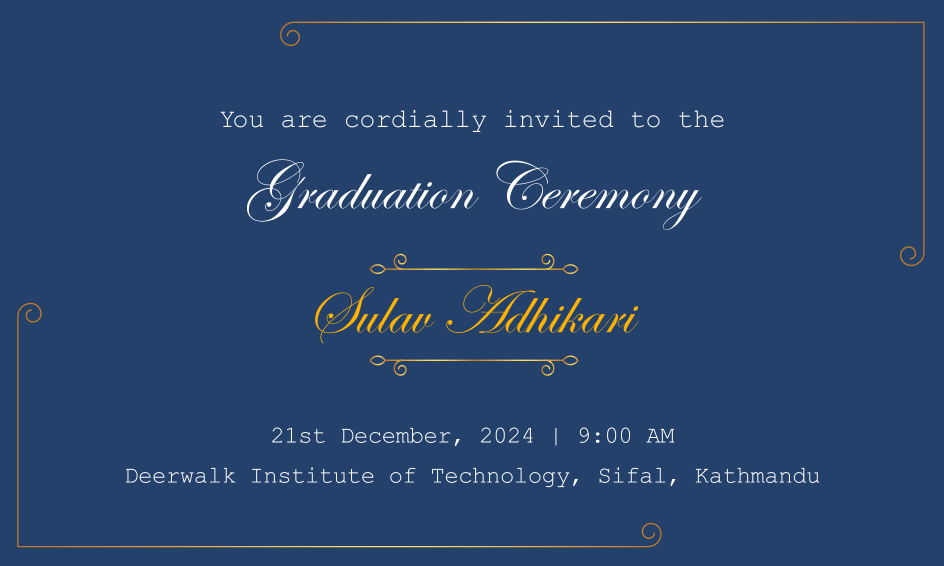 You are cordially invited to the
Graduation Ceremony
Sulav Adhikari
21st December, 2024 | 9:00 AM
Deerwalk Institute of Technology, Sifal, Kathmandu